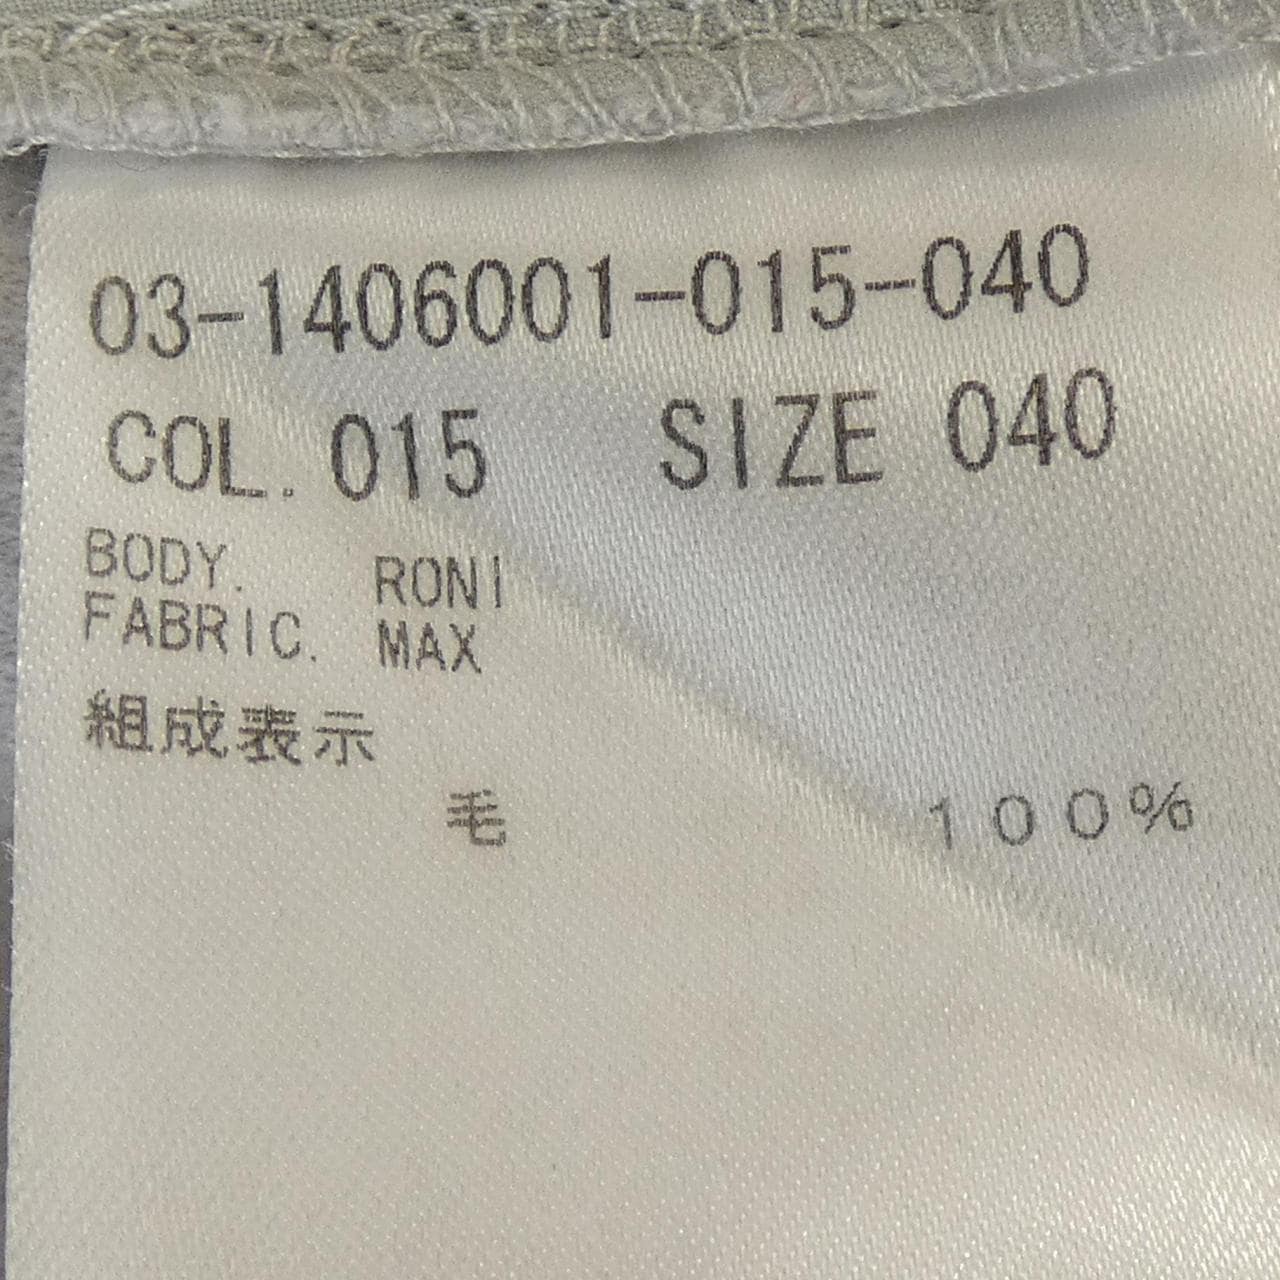 03-1406001-015-040
COL. 015 SIZE 040
BODY. RONI
FABRIC. MAX
組成表示
毛 100%